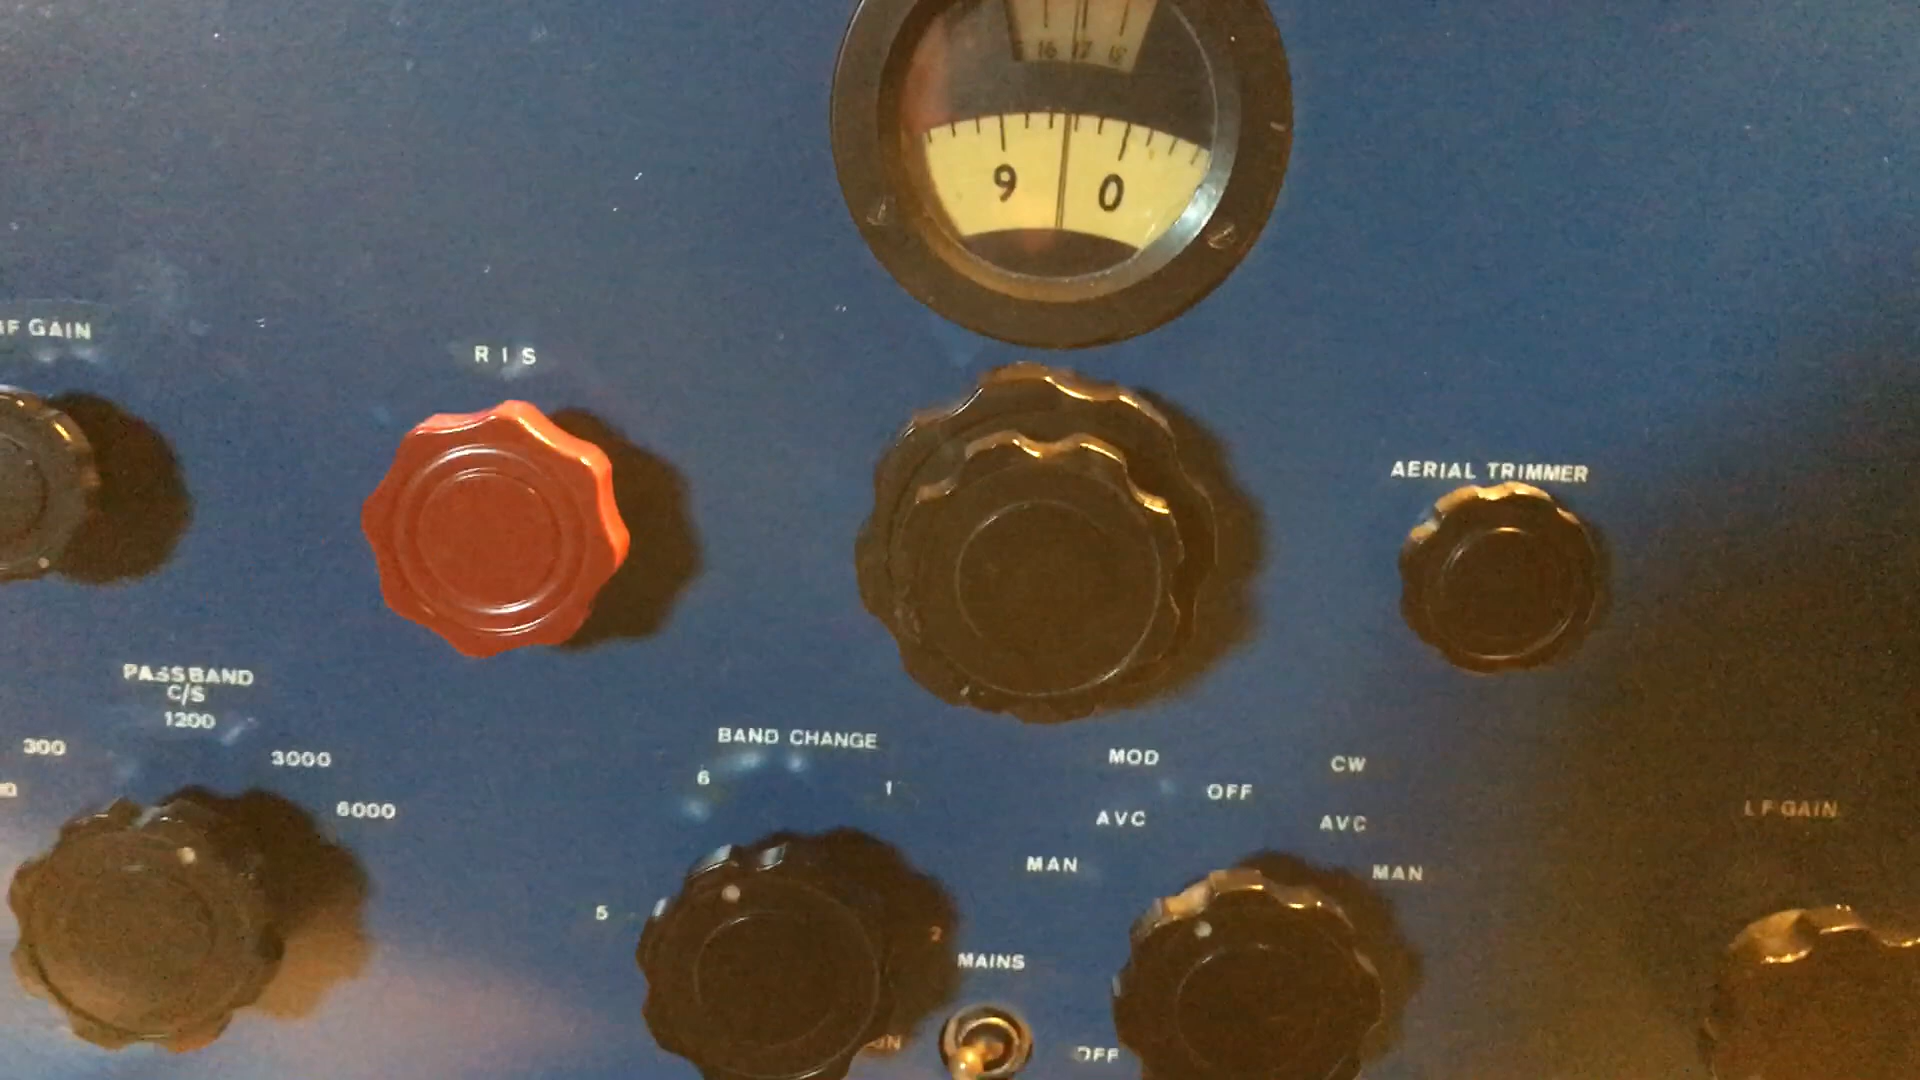 16 17 18
9 0
GAIN
R I S
AERIAL TRIMMER
PASSBAND
C/S
1200
300
3000
6000
BAND CHANGE
6
1
5
2
MOD
CW
OFF
AVC
AVC
MAN
MAN
L F GAIN
MAINS
OFF